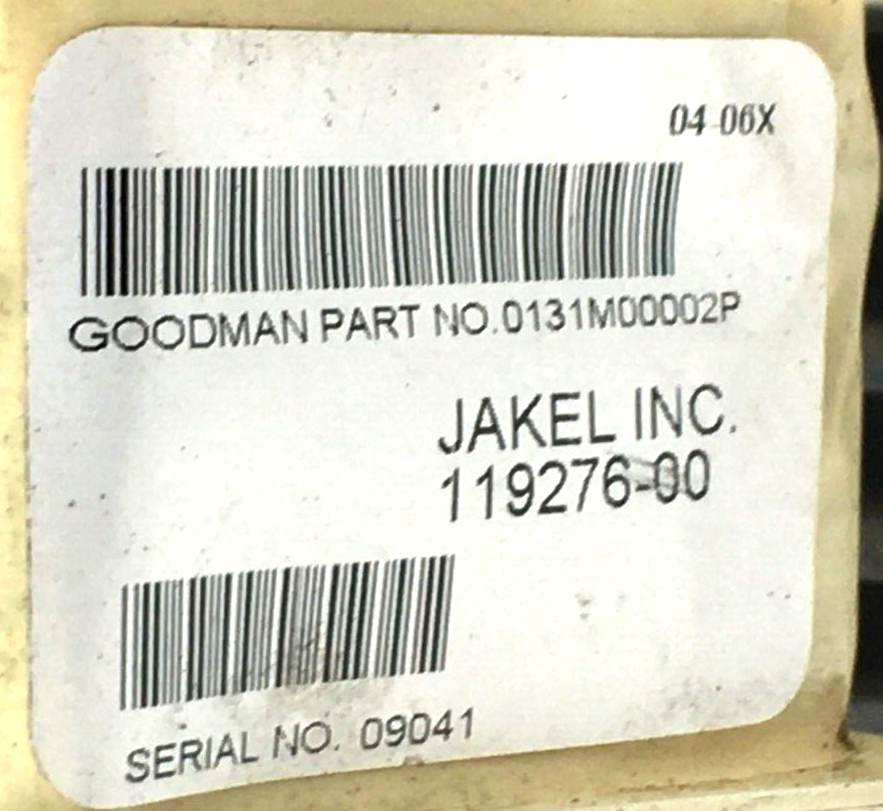 04 06X
GOODMAN PART NO.0131M00002P
JAKEL INC.
119276-00
SERIAL NO. 09041